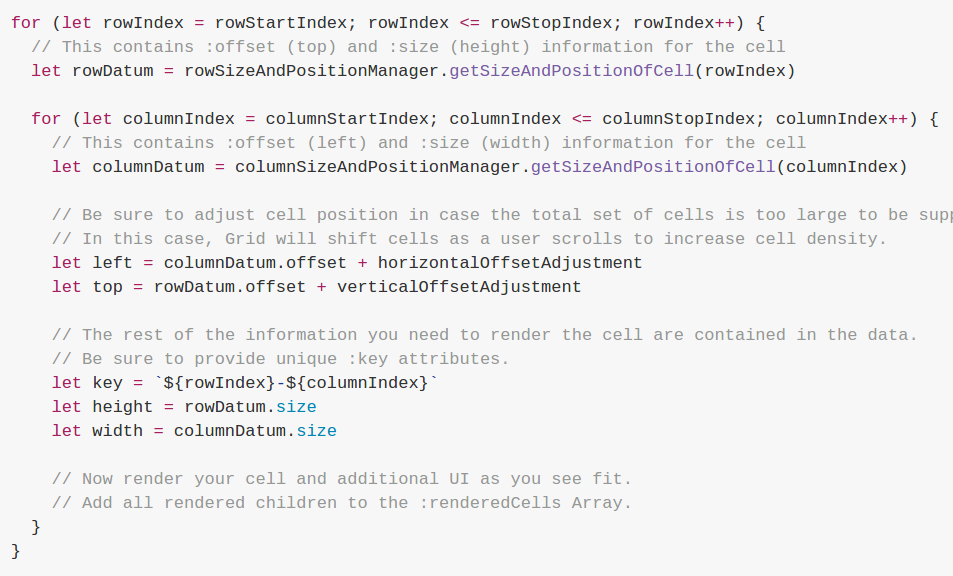 for (let rowIndex = rowStartIndex; rowIndex <= rowStopIndex; rowIndex++) {
  // This contains :offset (top) and :size (height) information for the cell
  let rowDatum = rowSizeAndPositionManager.getSizeAndPositionOfCell(rowIndex)

  for (let columnIndex = columnStartIndex; columnIndex <= columnStopIndex; columnIndex++) {
    // This contains :offset (left) and :size (width) information for the cell
    let columnDatum = columnSizeAndPositionManager.getSizeAndPositionOfCell(columnIndex)

    // Be sure to adjust cell position in case the total set of cells is too large to be
    // In this case, Grid will shift cells as a user scrolls to increase cell density.
    let left = columnDatum.offset + horizontalOffsetAdjustment
    let top = rowDatum.offset + verticalOffsetAdjustment

    // The rest of the information you need to render the cell are contained in the data.
    // Be sure to provide unique :key attributes.
    let key = `${rowIndex}-${columnIndex}`
    let height = rowDatum.size
    let width = columnDatum.size

    // Now render your cell and additional UI as you see fit.
    // Add all rendered children to the :renderedCells Array.
  }
}